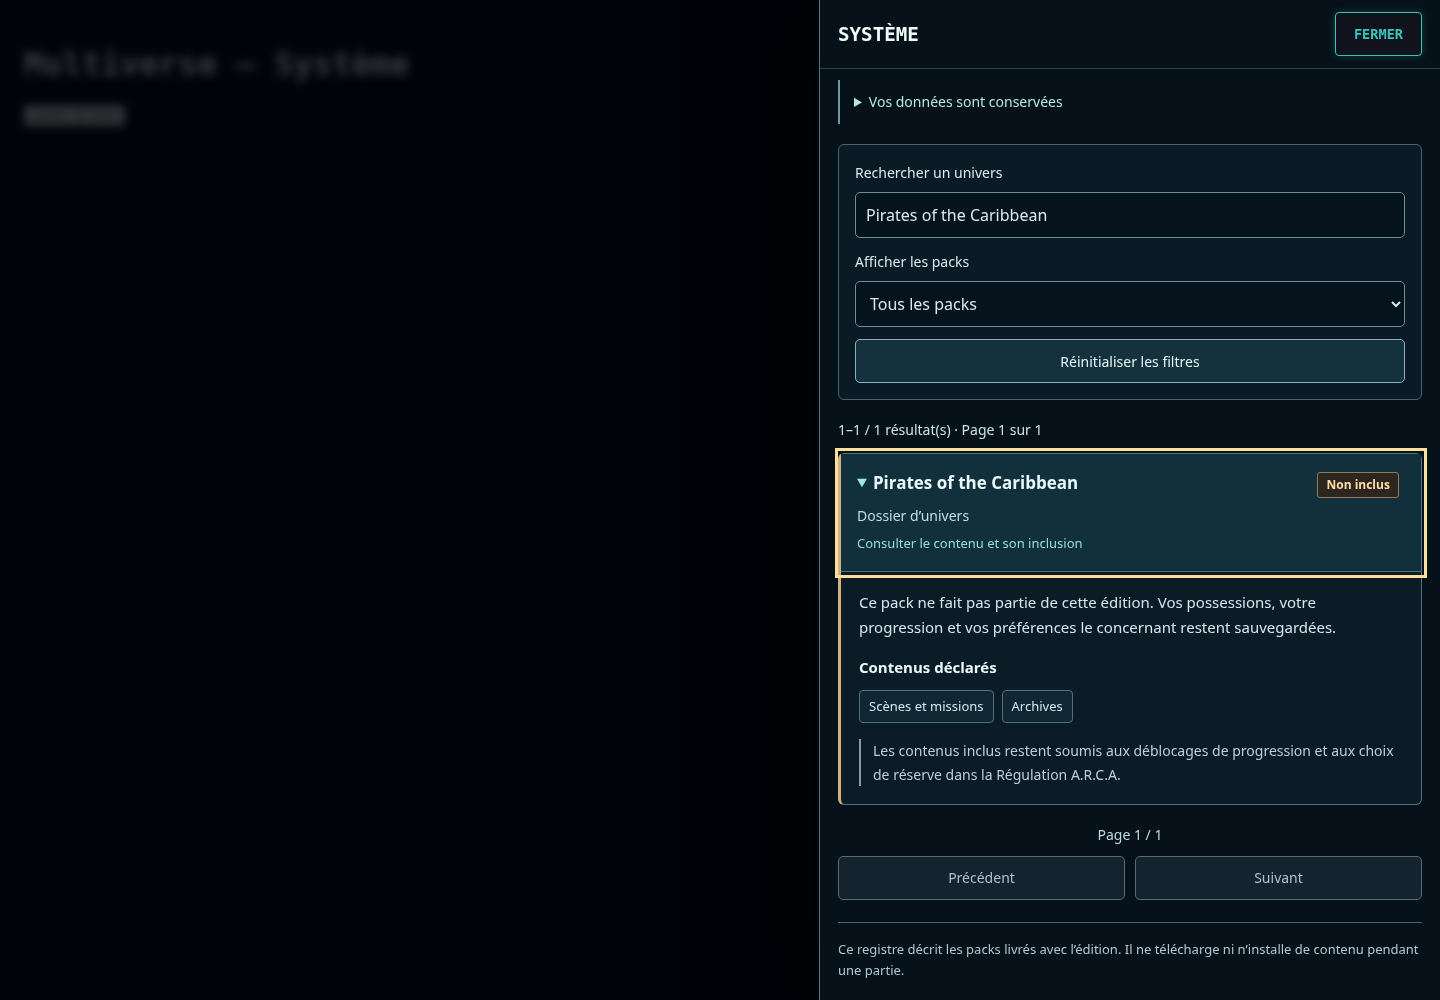 Multiverse — Système
SYSTÈME
FERMER
Vos données sont conservées
Rechercher un univers
Pirates of the Caribbean
Afficher les packs
Tous les packs
Réinitialiser les filtres
1–1 / 1 résultat(s) · Page 1 sur 1
Pirates of the Caribbean
Non inclus
Dossier d’univers
Consulter le contenu et son inclusion
Ce pack ne fait pas partie de cette édition. Vos possessions, votre
progression et vos préférences le concernant restent sauvegardées.
Contenus déclarés
Scènes et missions
Archives
Les contenus inclus restent soumis aux déblocages de progression et aux choix
de réserve dans la Régulation A.R.C.A.
Page 1 / 1
Précédent
Suivant
Ce registre décrit les packs livrés avec l’édition. Il ne télécharge ni n’installe de contenu pendant
une partie.